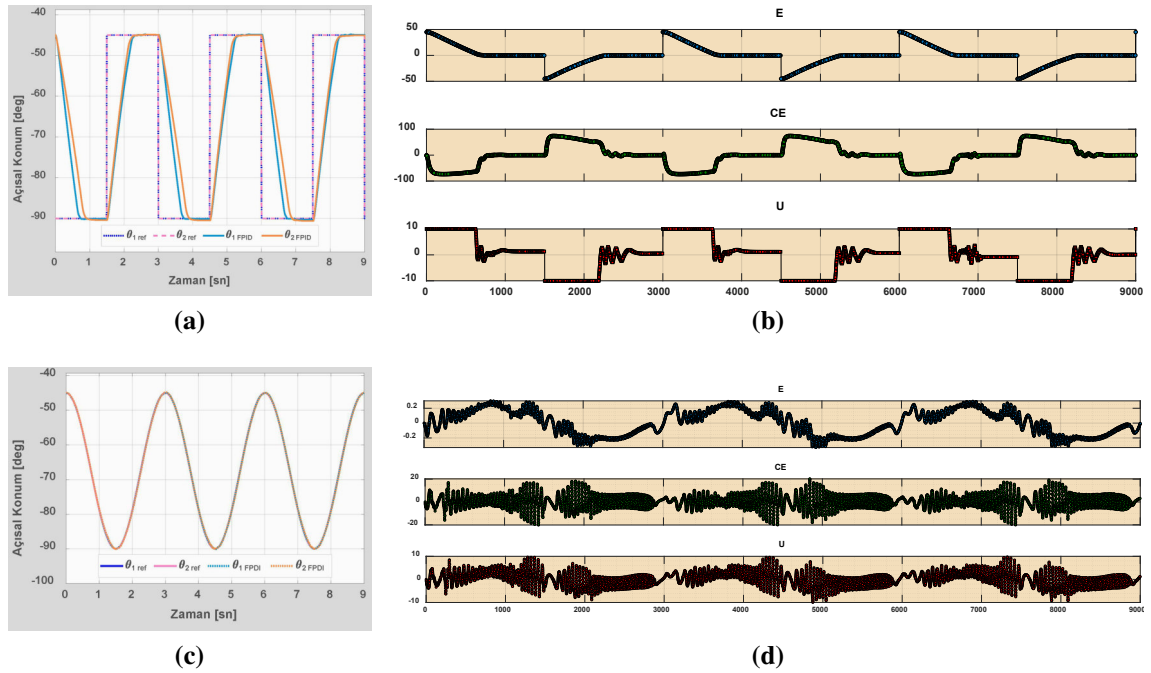 E
CE
U
-40
-50
-60
-70
-80
-90
Açısal Konum [deg]
θ1 ref θ2 ref θ1 FPID θ2 FPID
0 1 2 3 4 5 6 7 8 9
Zaman [sn]
50
0
-50
100
0
-100
10
0
-10
0 1000 2000 3000 4000 5000 6000 7000 8000 9000
(a)
(b)
-40
-50
-60
-70
-80
-90
-100
Açısal Konum [deg]
θ1 ref θ2 ref θ1 FPDI θ2 FPDI
0 1 2 3 4 5 6 7 8 9
Zaman [sn]
E
0.2
0
-0.2
CE
20
0
-20
U
10
0
-10
0 1000 2000 3000 4000 5000 6000 7000 8000 9000
(c)
(d)